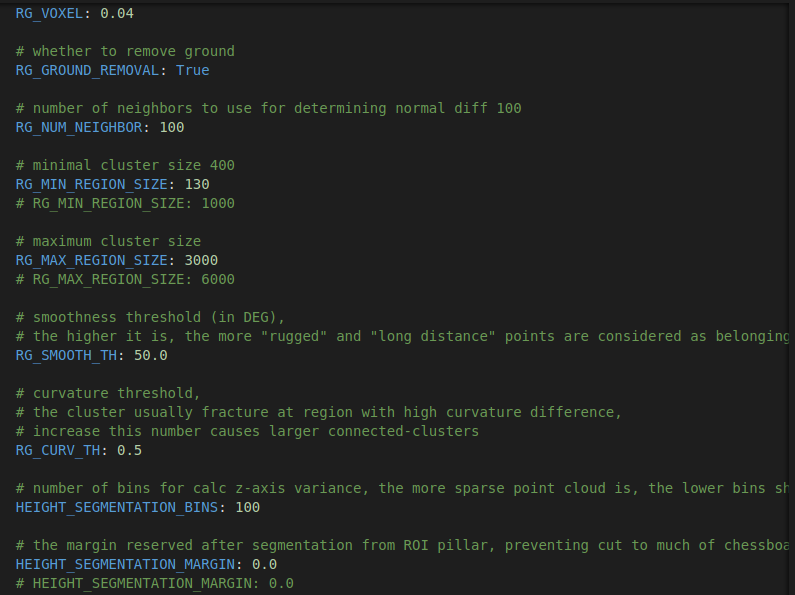 RG_VOXEL: 0.04
# whether to remove ground
RG_GROUND_REMOVAL: True
# number of neighbors to use for determining normal diff 100
RG_NUM_NEIGHBOR: 100
# minimal cluster size 400
RG_MIN_REGION_SIZE: 130
# RG_MIN_REGION_SIZE: 1000
# maximum cluster size
RG_MAX_REGION_SIZE: 3000
# RG_MAX_REGION_SIZE: 6000
# smoothness threshold (in DEG),
# the higher it is, the more "rugged" and "long distance" points are considered as belonging
RG_SMOOTH_TH: 50.0
# curvature threshold,
# the cluster usually fracture at region with high curvature difference,
# increase this number causes larger connected-clusters
RG_CURV_TH: 0.5
# number of bins for calc z-axis variance, the more sparse point cloud is, the lower bins sh
HEIGHT_SEGMENTATION_BINS: 100
# the margin reserved after segmentation from ROI pillar, preventing cut to much of chessboa
HEIGHT_SEGMENTATION_MARGIN: 0.0
# HEIGHT_SEGMENTATION_MARGIN: 0.0